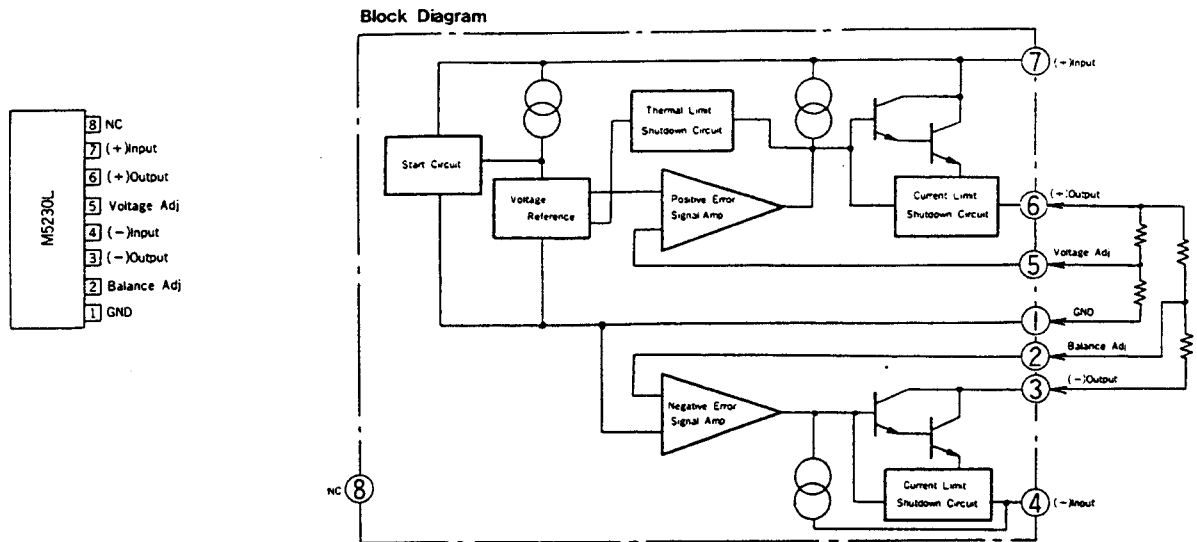 Block Diagram
M5230L
8 NC
7 (+)Input
6 (+)Output
5 Voltage Adj
4 (-)Input
3 (-)Output
2 Balance Adj
1 GND
7 (+)Input
Thermal Limit
Shutdown Circuit
Start Circuit
Voltage
Reference
Positive Error
Signal Amp
Current Limit
Shutdown Circuit
(+)Output
6
Voltage Adj
5
GND
1
Balance Adj
2
(-)Output
3
Negative Error
Signal Amp
Current Limit
Shutdown Circuit
4 (-)Input
NC 8